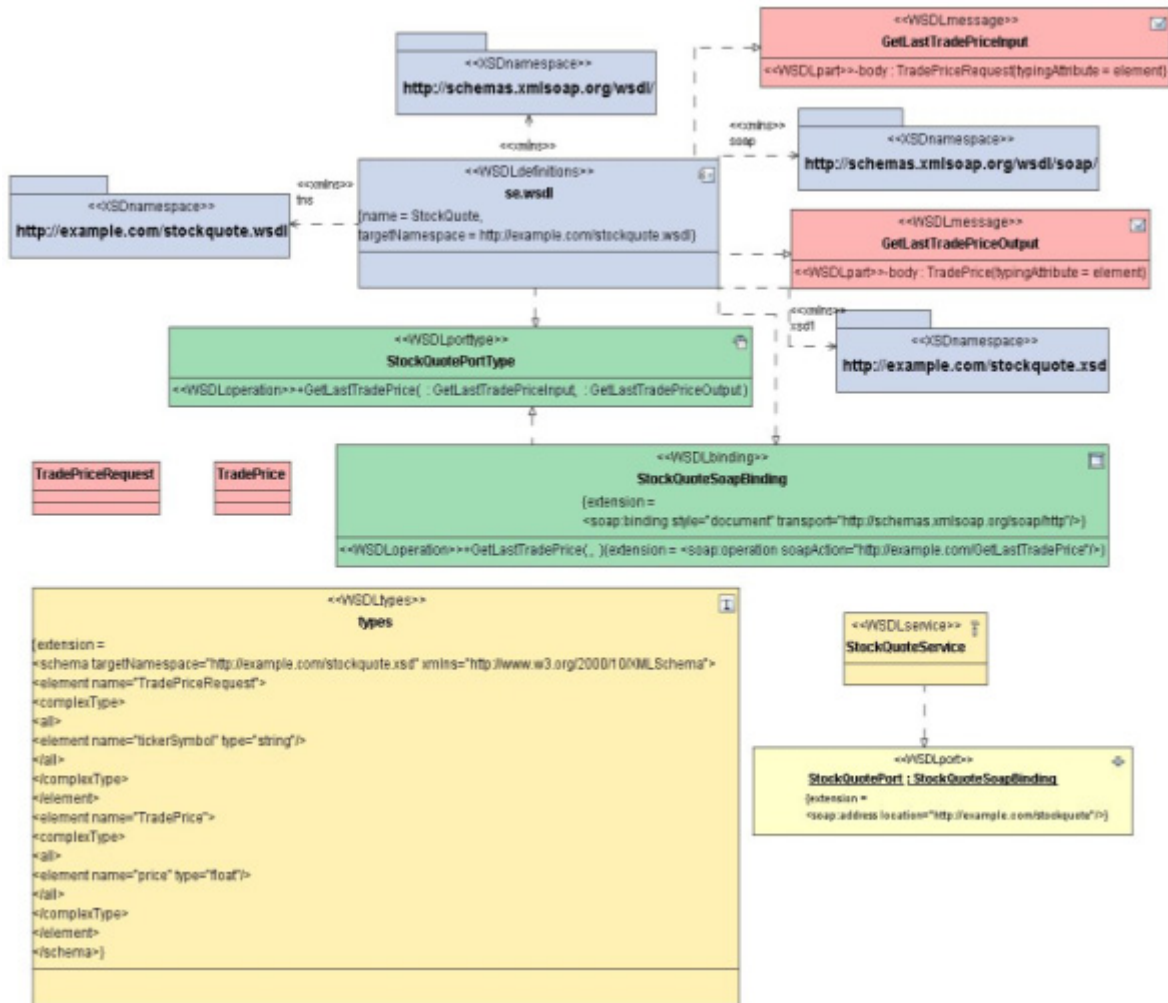 <<WSDLmessage>>
GetLastTradePriceInput
<<WSDLpart>>-body : TradePriceRequest(typingAttribute = element)
<<XSDnamespace>>
http://schemas.xmlsoap.org/wsdl/
<<xmlns>>
<<xmlns>>
soap
<<XSDnamespace>>
http://schemas.xmlsoap.org/wsdl/soap/
<<WSDLdefinitions>>
se.wsdl
{name = StockQuote,
targetNamespace = http://example.com/stockquote.wsdl}
<<xmlns>>
tns
<<XSDnamespace>>
http://example.com/stockquote.wsdl
<<WSDLmessage>>
GetLastTradePriceOutput
<<WSDLpart>>-body : TradePrice(typingAttribute = element)
<<xmlns>>
xsd1
<<XSDnamespace>>
http://example.com/stockquote.xsd
<<WSDLporttype>>
StockQuotePortType
<<WSDLoperation>>+GetLastTradePrice( : GetLastTradePriceInput, : GetLastTradePriceOutput )
TradePriceRequest
TradePrice
<<WSDLbinding>>
StockQuoteSoapBinding
{extension =
<soap:binding style="document" transport="http://schemas.xmlsoap.org/soap/http"/>}
<<WSDLoperation>>+GetLastTradePrice( , ){extension = <soap:operation soapAction="http://example.com/GetLastTradePrice"/>}
<<WSDLtypes>>
types
{extension =
<schema targetNamespace="http://example.com/stockquote.xsd" xmlns="http://www.w3.org/2000/10/XMLSchema">
<element name="TradePriceRequest">
<complexType>
<all>
<element name="tickerSymbol" type="string"/>
</all>
</complexType>
</element>
<element name="TradePrice">
<complexType>
<all>
<element name="price" type="float"/>
</all>
</complexType>
</element>
</schema>}
<<WSDLservice>>
StockQuoteService
<<WSDLport>>
StockQuotePort : StockQuoteSoapBinding
{extension =
<soap:address location="http://example.com/stockquote"/>}